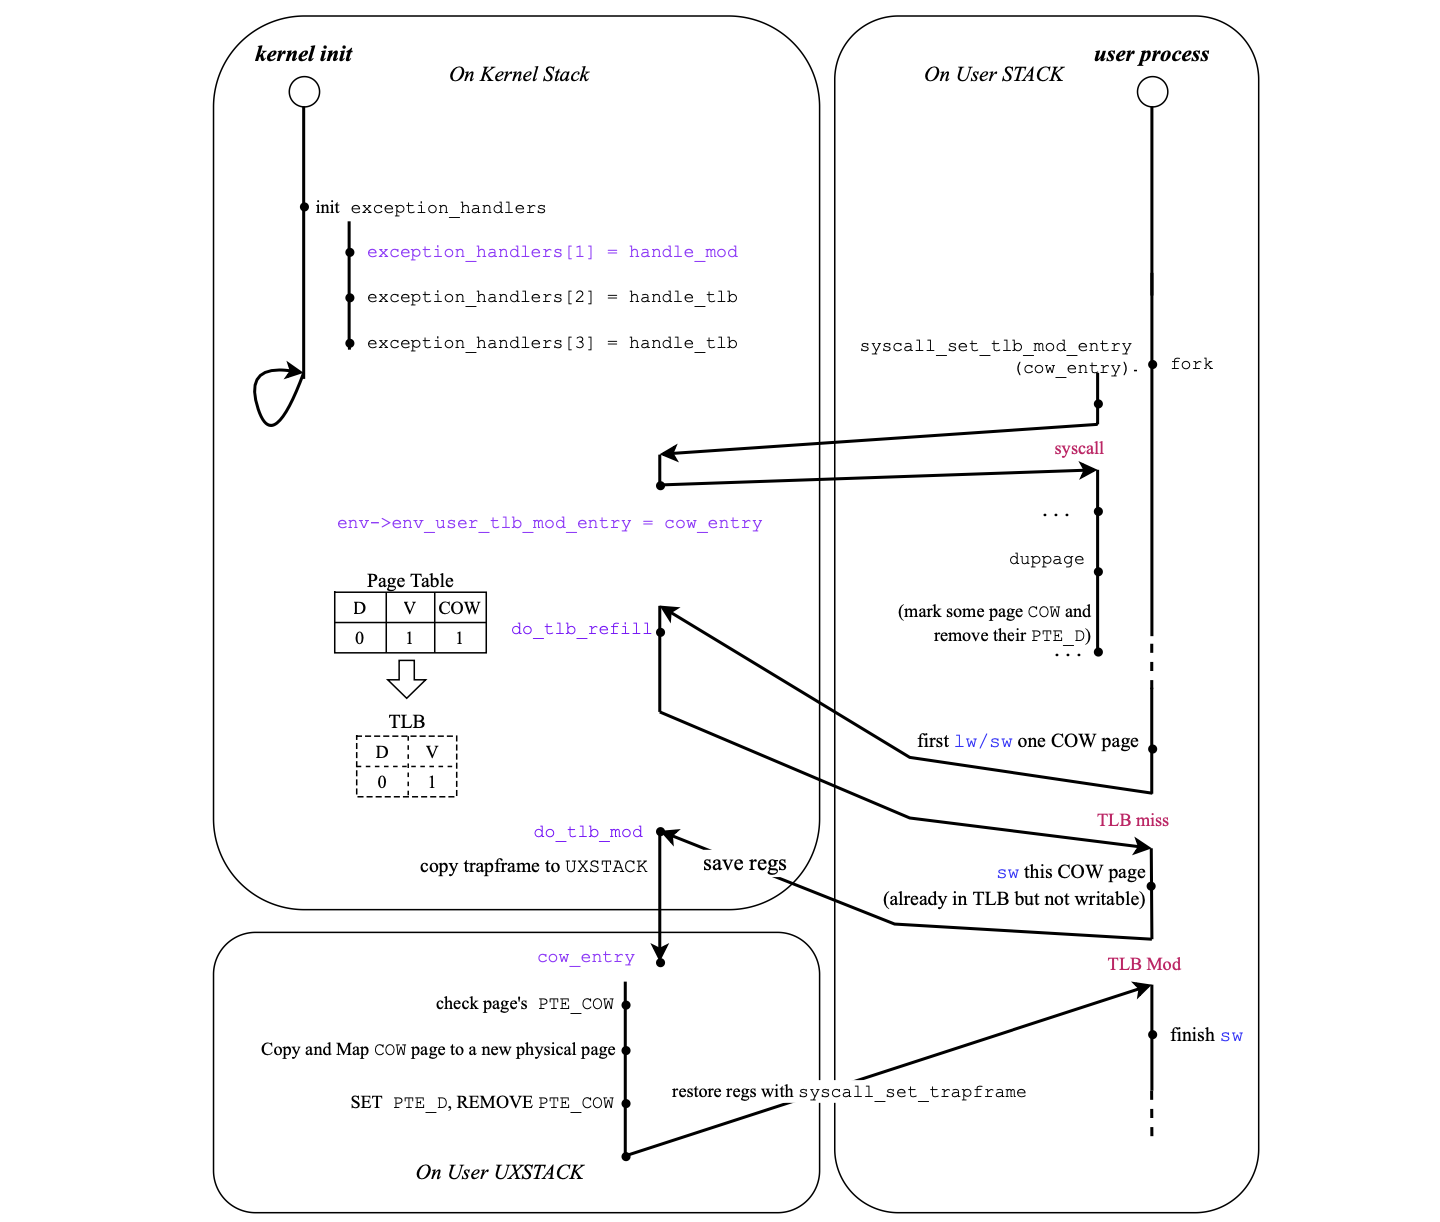 kernel init
On Kernel Stack
init exception_handlers
exception_handlers[1] = handle_mod
exception_handlers[2] = handle_tlb
exception_handlers[3] = handle_tlb
env->env_user_tlb_mod_entry = cow_entry
Page Table
D V COW
0 1 1
do_tlb_refill
TLB
D V
0 1
do_tlb_mod
copy trapframe to UXSTACK
save regs
cow_entry
check page's PTE_COW
Copy and Map COW page to a new physical page
SET PTE_D, REMOVE PTE_COW
On User UXSTACK
restore regs with syscall_set_trapframe
user process
On User STACK
syscall_set_tlb_mod_entry
(cow_entry).
fork
syscall
...
duppage
(mark some page COW and
remove their PTE_D)
...
first lw/sw one COW page
TLB miss
sw this COW page
(already in TLB but not writable)
TLB Mod
finish sw